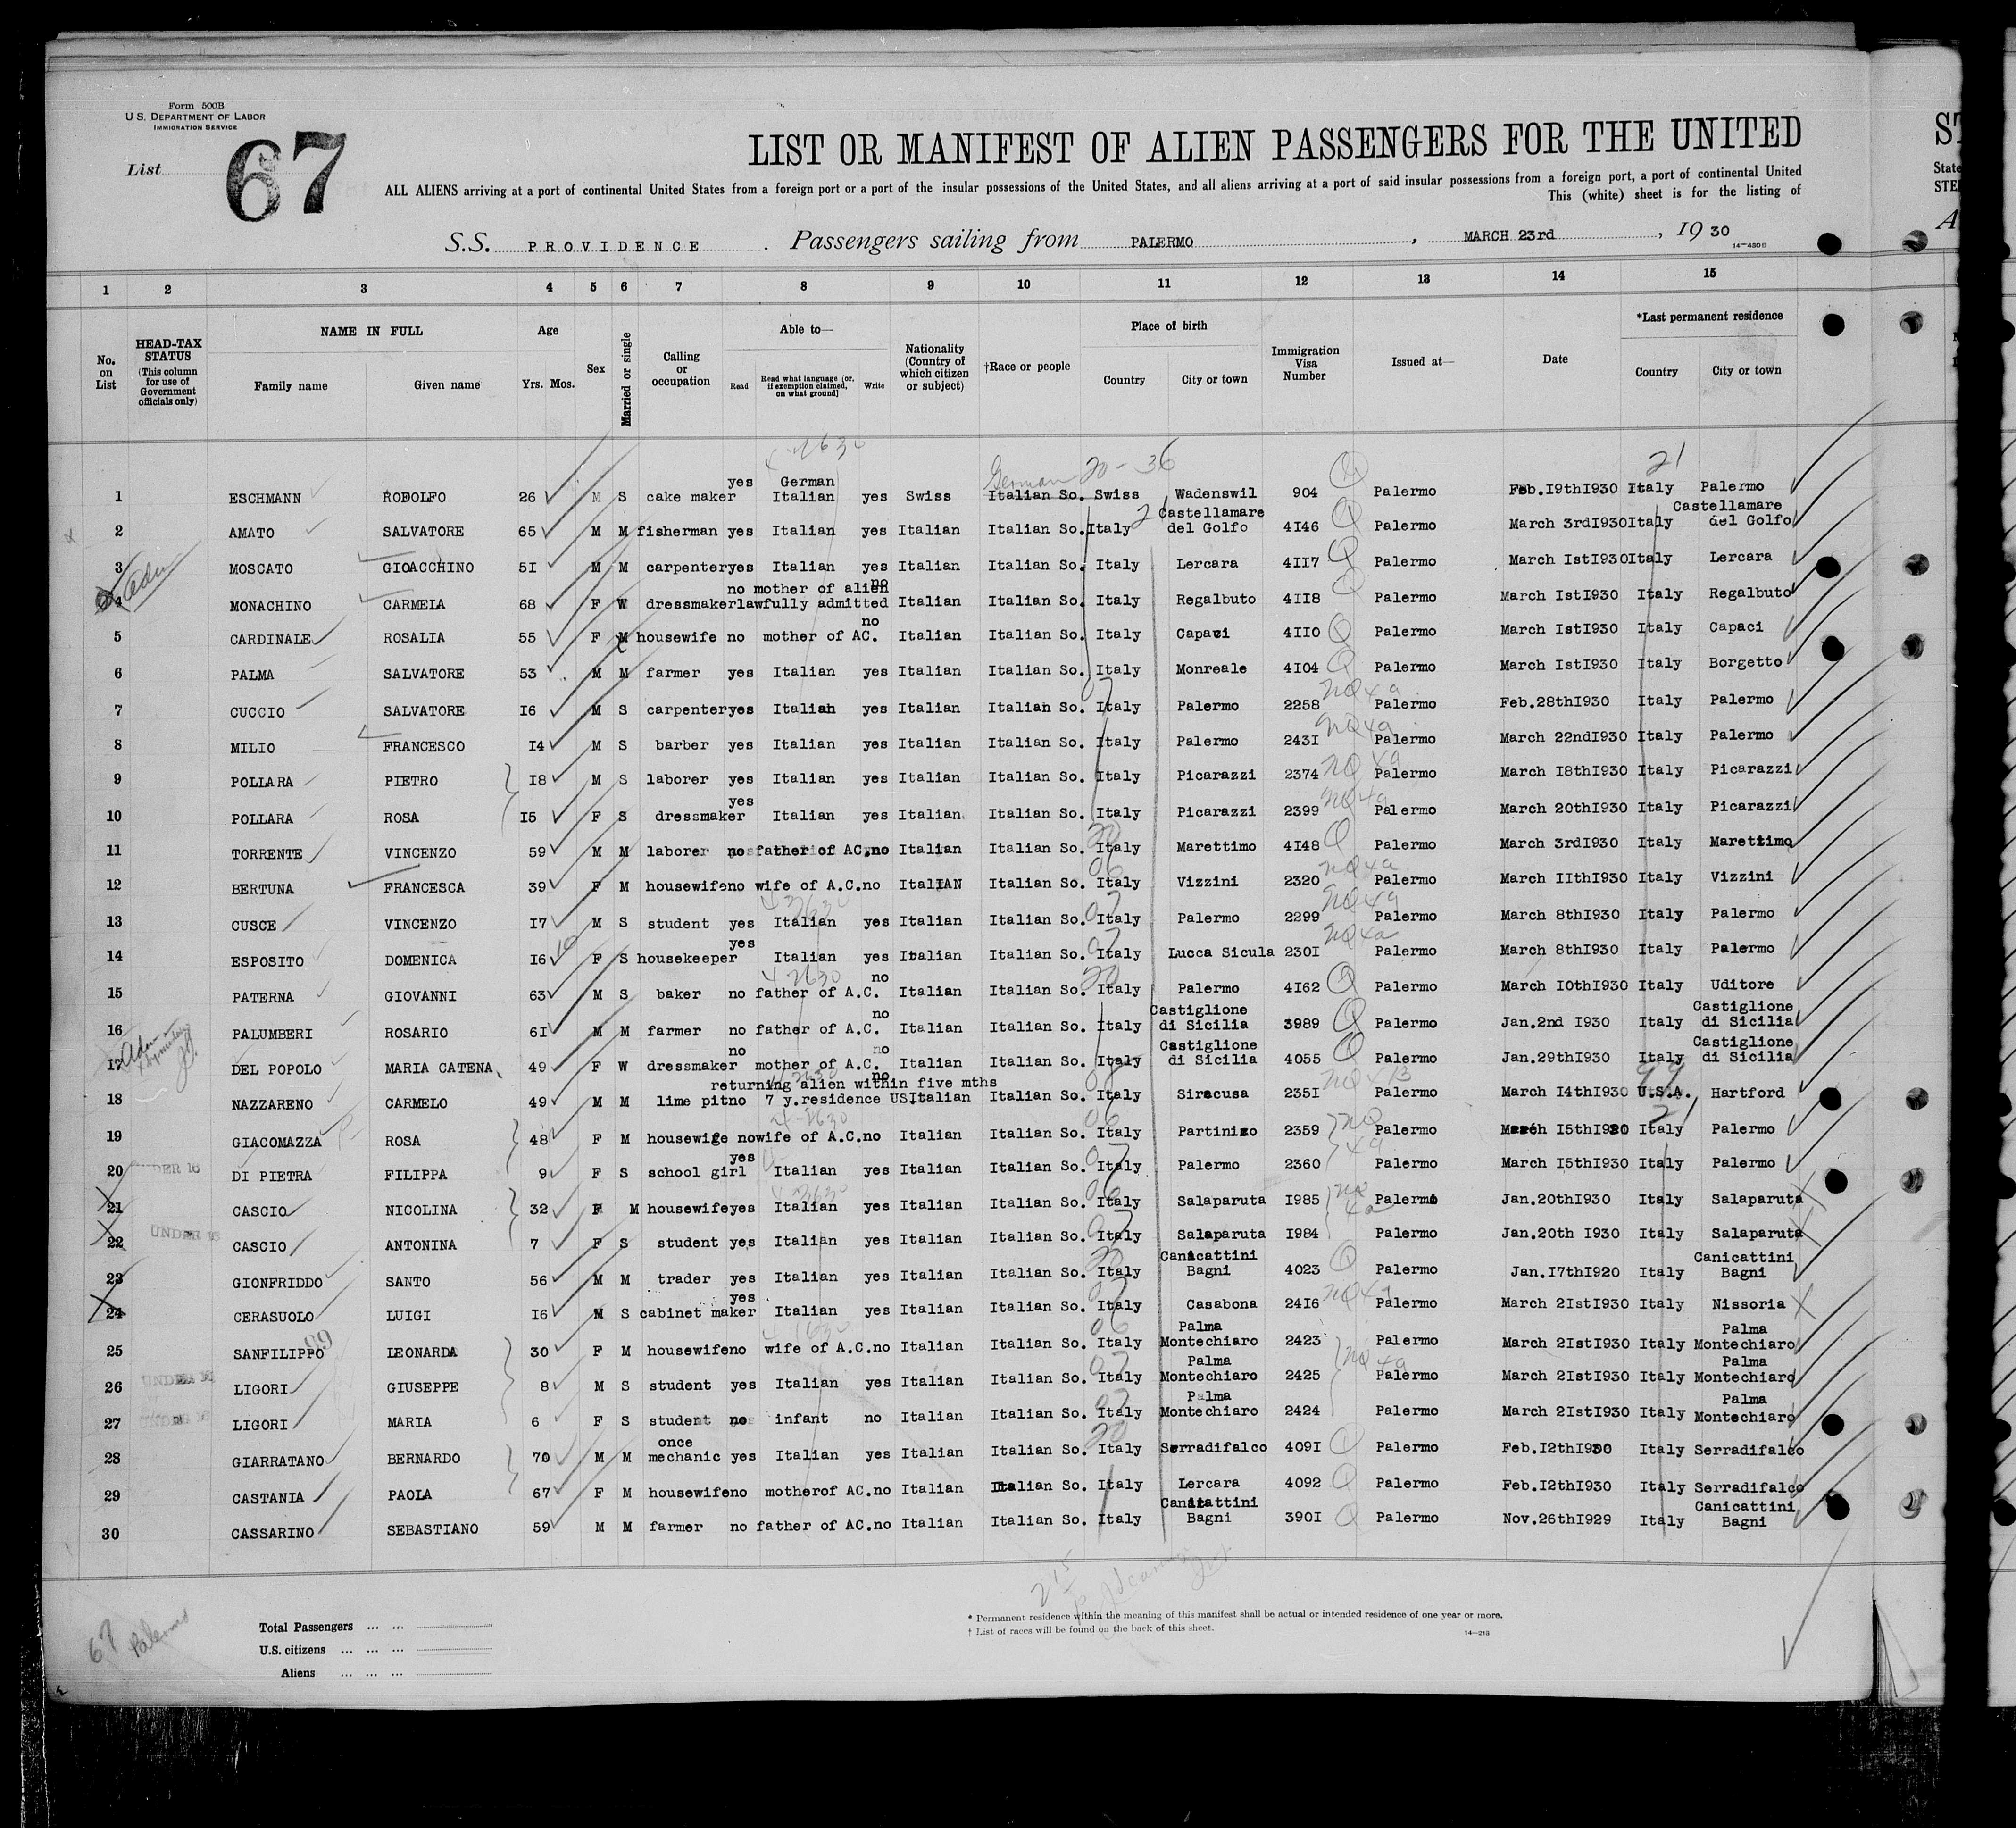 Form 500B
U. S. DEPARTMENT OF LABOR
IMMIGRATION SERVICE
List 67
LIST OR MANIFEST OF ALIEN PASSENGERS FOR THE UNITED
ALL ALIENS arriving at a port of continental United States from a foreign port or a port of the insular possessions of the United States, and all aliens arriving at a port of said insular possessions from a foreign port, a port of continental United
This (white) sheet is for the listing of
S.S. PROVIDENCE . Passengers sailing from PALERMO , MARCH 23rd , 19 30
14—480 B
1 2 3 4 5 6 7 8 9 10 11 12 13 14 15
No. on List
HEAD-TAX STATUS (This column for use of Government officials only)
NAME IN FULL
Family name Given name
Age
Yrs. Mos.
Sex
Married or single
Calling or occupation
Able to—
Read
Read what language (or, if exemption claimed, on what ground)
Write
Nationality (Country of which citizen or subject)
†Race or people
Place of birth
Country City or town
Immigration Visa Number
Issued at—
Date
*Last permanent residence
Country City or town
German 20 - 36 21
1 ESCHMANN RODOLFO 26 M S cake maker yes German Italian yes Swiss Italian So. Swiss Wadenswil 904 Palermo Feb.I9thI930 Italy Palermo
2 AMATO SALVATORE 65 M M fisherman yes Italian yes Italian Italian So. Italy Castellamare del Golfo 4I46 Palermo March 3rdI930 Italy Castellamare del Golfo
3 MOSCATO GIOACCHINO 5I M M carpenter yes Italian yes Italian Italian So. Italy Lercara 4II7 Palermo March IstI930 Italy Lercara
4 MONACHINO CARMELA 68 F W dressmaker no mother of alien lawfully admitted no Italian Italian So. Italy Regalbuto 4II8 Palermo March IstI930 Italy Regalbuto
5 CARDINALE ROSALIA 55 F M housewife no mother of AC. no Italian Italian So. Italy Capaci 4II0 Palermo March IstI930 Italy Capaci
6 PALMA SALVATORE 53 M M farmer yes Italian yes Italian Italian So. Italy Monreale 4I04 Palermo March IstI930 Italy Borgetto
7 CUCCIO SALVATORE I6 M S carpenter yes Italian yes Italian Italian So. Italy Palermo 2258 Palermo Feb.28thI930 Italy Palermo
8 MILIO FRANCESCO I4 M S barber yes Italian yes Italian Italian So. Italy Palermo 243I Palermo March 22ndI930 Italy Palermo
9 POLLARA PIETRO I8 M S laborer yes Italian yes Italian Italian So. Italy Picarazzi 2374 Palermo March I8thI930 Italy Picarazzi
10 POLLARA ROSA I5 F S dressmaker yes Italian yes Italian Italian So. Italy Picarazzi 2399 Palermo March 20thI930 Italy Picarazzi
11 TORRENTE VINCENZO 59 M M laborer no father of AC. no Italian Italian So. Italy Marettimo 4I48 Palermo March 3rdI930 Italy Marettimo
12 BERTUNA FRANCESCA 39 F M housewife no wife of A.C. no ItalIAN Italian So. Italy Vizzini 2320 Palermo March IIthI930 Italy Vizzini
13 CUSCE VINCENZO I7 M S student yes Italian yes Italian Italian So. Italy Palermo 2299 Palermo March 8thI930 Italy Palermo
14 ESPOSITO DOMENICA I6 F S housekeeper yes Italian yes Italian Italian So. Italy Lucca Sicula 230I Palermo March 8thI930 Italy Palermo
15 PATERNA GIOVANNI 63 M S baker no father of A.C. no Italian Italian So. Italy Palermo 4I62 Palermo March I0thI930 Italy Uditore
16 PALUMBERI ROSARIO 6I M M farmer no father of A.C. no Italian Italian So. Italy Castiglione di Sicilia 3989 Palermo Jan.2nd I930 Italy Castiglione di Sicilia
17 DEL POPOLO MARIA CATENA 49 F W dressmaker no mother of A.C. no Italian Italian So. Italy Castiglione di Sicilia 4055 Palermo Jan.29thI930 Italy Castiglione di Sicilia
18 NAZZARENO CARMELO 49 M M lime pit no returning alien within five mths 7 y.residence US no Italian Italian So. Italy Siracusa 235I Palermo March I4thI930 U.S.A. Hartford
19 GIACOMAZZA ROSA 48 F M housewife no wife of A.C. no Italian Italian So. Italy Partinizo 2359 Palermo March I5thI930 Italy Palermo
20 UNDER 16 DI PIETRA FILIPPA 9 F S school girl yes Italian yes Italian Italian So. Italy Palermo 2360 Palermo March I5thI930 Italy Palermo
21 CASCIO NICOLINA 32 F M housewife yes Italian yes Italian Italian So. Italy Salaparuta I985 Palermo Jan.20thI930 Italy Salaparuta
22 UNDER 16 CASCIO ANTONINA 7 F S student yes Italian yes Italian Italian So. Italy Salaparuta I984 Palermo Jan.20th I930 Italy Salaparuta
23 GIONFRIDDO SANTO 56 M M trader yes Italian yes Italian Italian So. Italy Canicattini Bagni 4023 Palermo Jan.I7thI920 Italy Canicattini Bagni
24 CERASUOLO LUIGI I6 M S cabinet maker yes Italian yes Italian Italian So. Italy Casabona 24I6 Palermo March 2IstI930 Italy Nissoria
25 SANFILIPPO LEONARDA 30 F M housewife no wife of A.C. no Italian Italian So. Italy Palma Montechiaro 2423 Palermo March 2IstI930 Italy Palma Montechiaro
26 UNDER 16 LIGORI GIUSEPPE 8 M S student yes Italian yes Italian Italian So. Italy Palma Montechiaro 2425 Palermo March 2IstI930 Italy Palma Montechiaro
27 UNDER 16 LIGORI MARIA 6 F S student no infant no Italian Italian So. Italy Palma Montechiaro 2424 Palermo March 2IstI930 Italy Palma Montechiaro
28 GIARRATANO BERNARDO 70 M M once mechanic yes Italian yes Italian Italian So. Italy Serradifalco 409I Palermo Feb.I2thI930 Italy Serradifalco
29 CASTANIA PAOLA 67 F M housewife no motherof AC. no Italian Italian So. Italy Lercara 4092 Palermo Feb.I2thI930 Italy Serradifalco
30 CASSARINO SEBASTIANO 59 M M farmer no father of AC. no Italian Italian So. Italy Canicattini Bagni 390I Palermo Nov.26thI929 Italy Canicattini Bagni
67 Palermo
Total Passengers ... ...
U.S. citizens ... ... ...
Aliens ... ... ...
* Permanent residence within the meaning of this manifest shall be actual or intended residence of one year or more.
† List of races will be found on the back of this sheet.
14—213